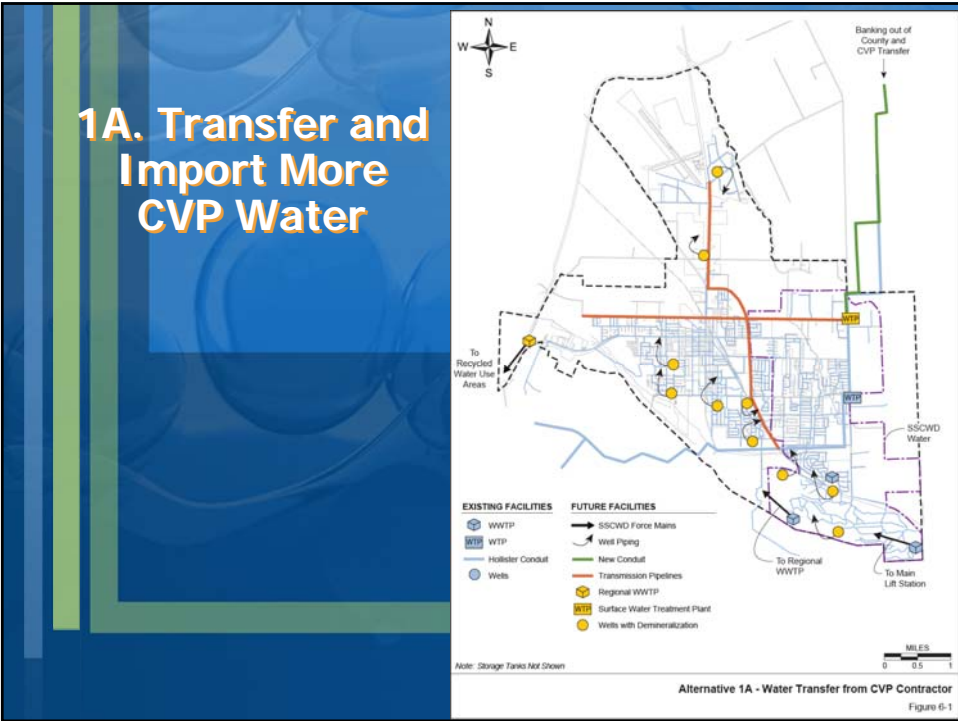 1A. Transfer and
Import More
CVP Water
N
W E
S
Banking out of
County and
CVP Transfer
WTP
To
Recycled
Water Use
Areas
WTP
SSCWD
Water
EXISTING FACILITIES
WWTP
WTP WTP
Hollister Conduit
Wells
FUTURE FACILITIES
SSCWD Force Mains
Well Piping
New Conduit
Transmission Pipelines
Regional WWTP
WTP Surface Water Treatment Plant
Wells with Demineralization
To Regional
WWTP
To Main
Lift Station
MILES
0 0.5 1
Note: Storage Tanks Not Shown
Alternative 1A - Water Transfer from CVP Contractor
Figure 6-1